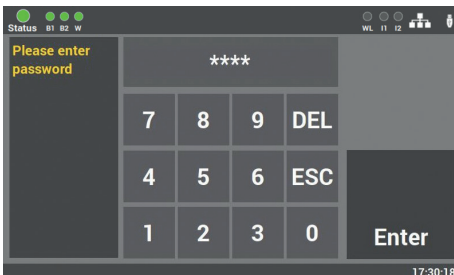 Status B1 B2 W WL I1 I2
Please enter
password
****
7 8 9 DEL
4 5 6 ESC
1 2 3 0
Enter
17:30:18